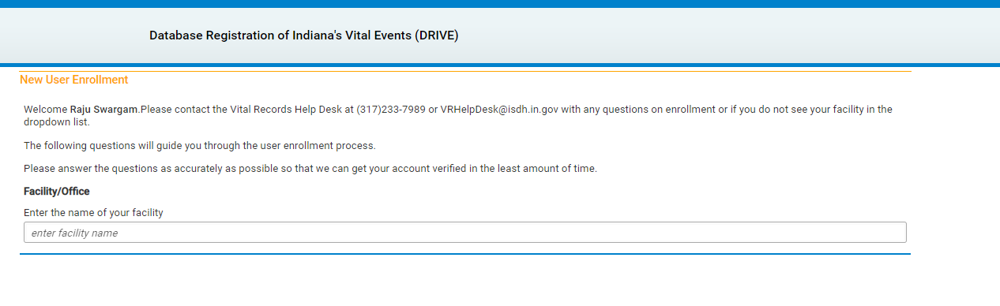 Database Registration of Indiana's Vital Events (DRIVE)
New User Enrollment
Welcome Raju Swargam.Please contact the Vital Records Help Desk at (317)233-7989 or VRHelpDesk@isdh.in.gov with any questions on enrollment or if you do not see your facility in the
dropdown list.
The following questions will guide you through the user enrollment process.
Please answer the questions as accurately as possible so that we can get your account verified in the least amount of time.
Facility/Office
Enter the name of your facility
enter facility name